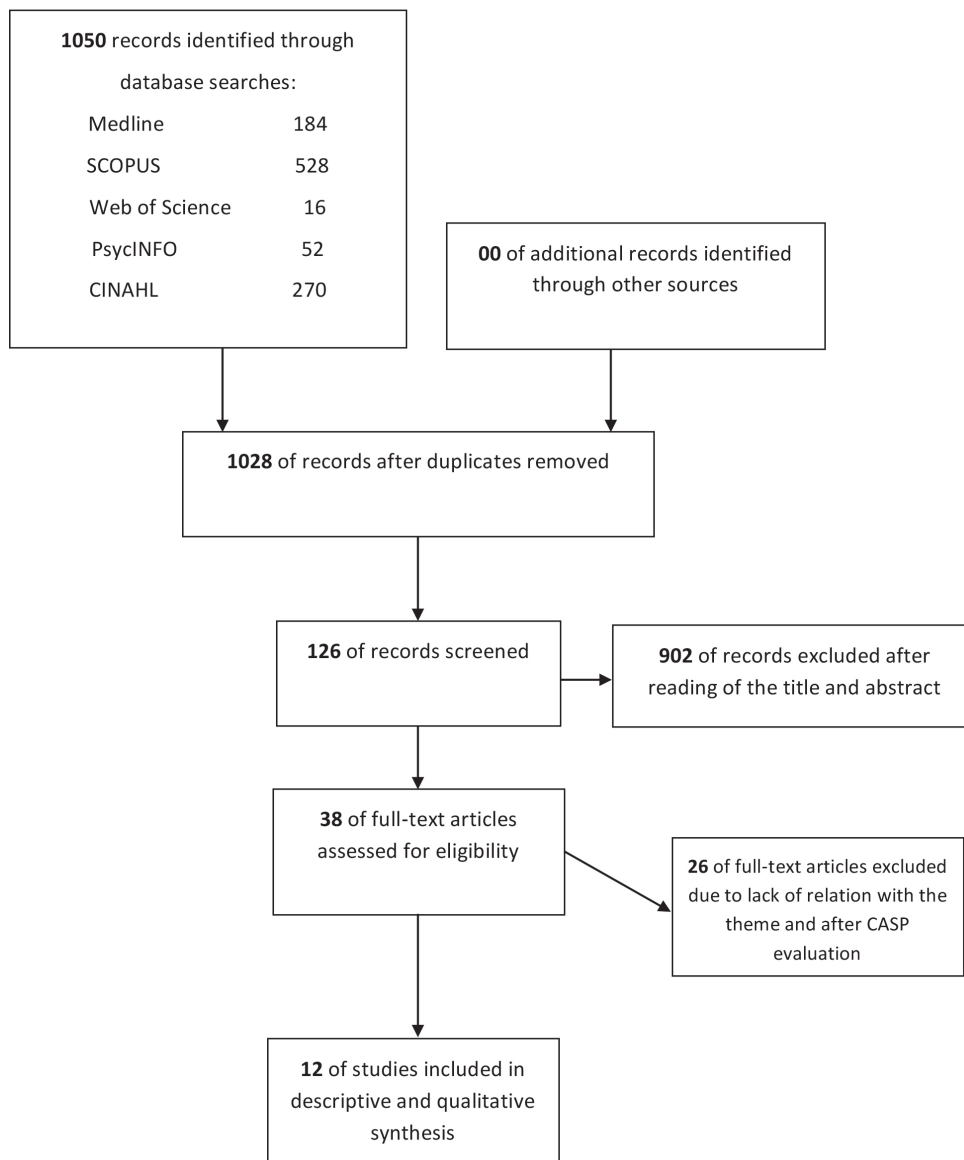 1050 records identified through
database searches:
Medline 184
SCOPUS 528
Web of Science 16
PsycINFO 52
CINAHL 270
00 of additional records identified
through other sources
1028 of records after duplicates removed
126 of records screened
902 of records excluded after
reading of the title and abstract
38 of full-text articles
assessed for eligibility
26 of full-text articles excluded
due to lack of relation with the
theme and after CASP
evaluation
12 of studies included in
descriptive and qualitative
synthesis